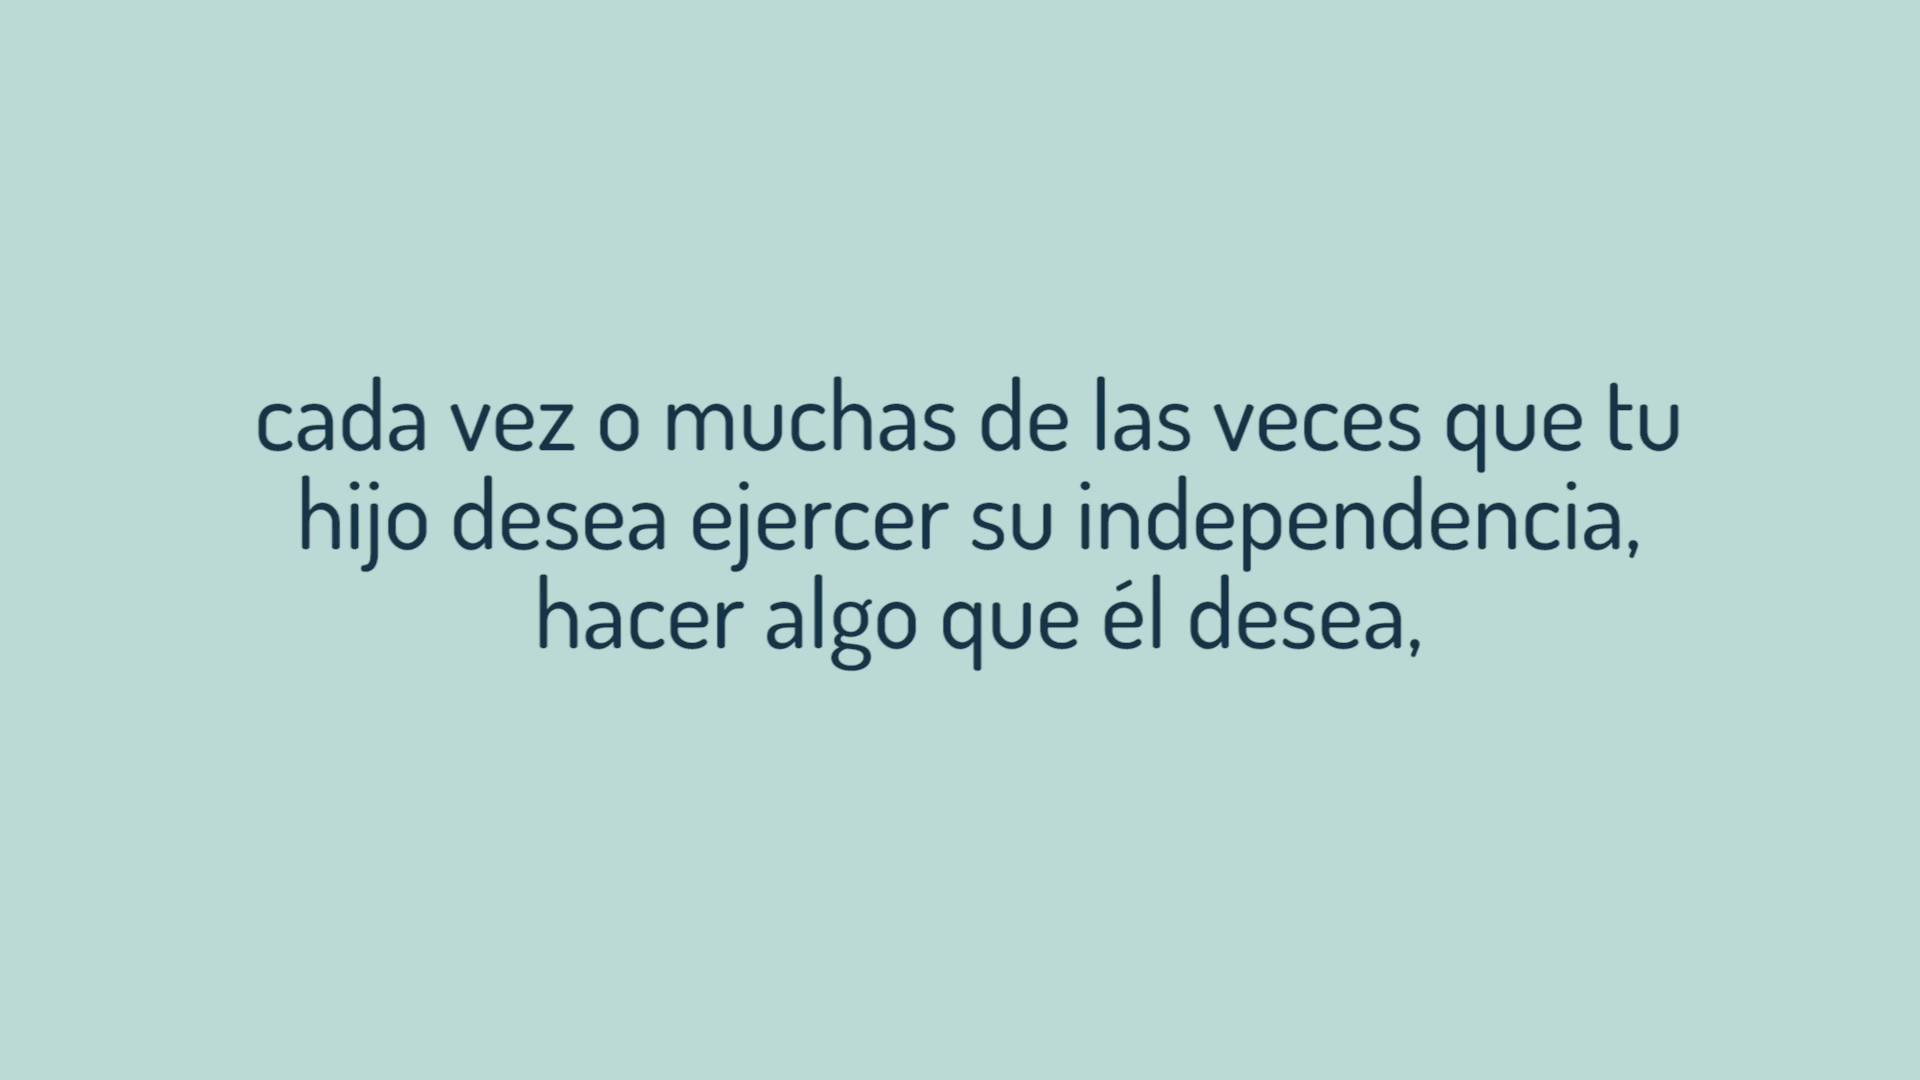 cada vez o muchas de las veces que tu
hijo desea ejercer su independencia,
hacer algo que él desea,